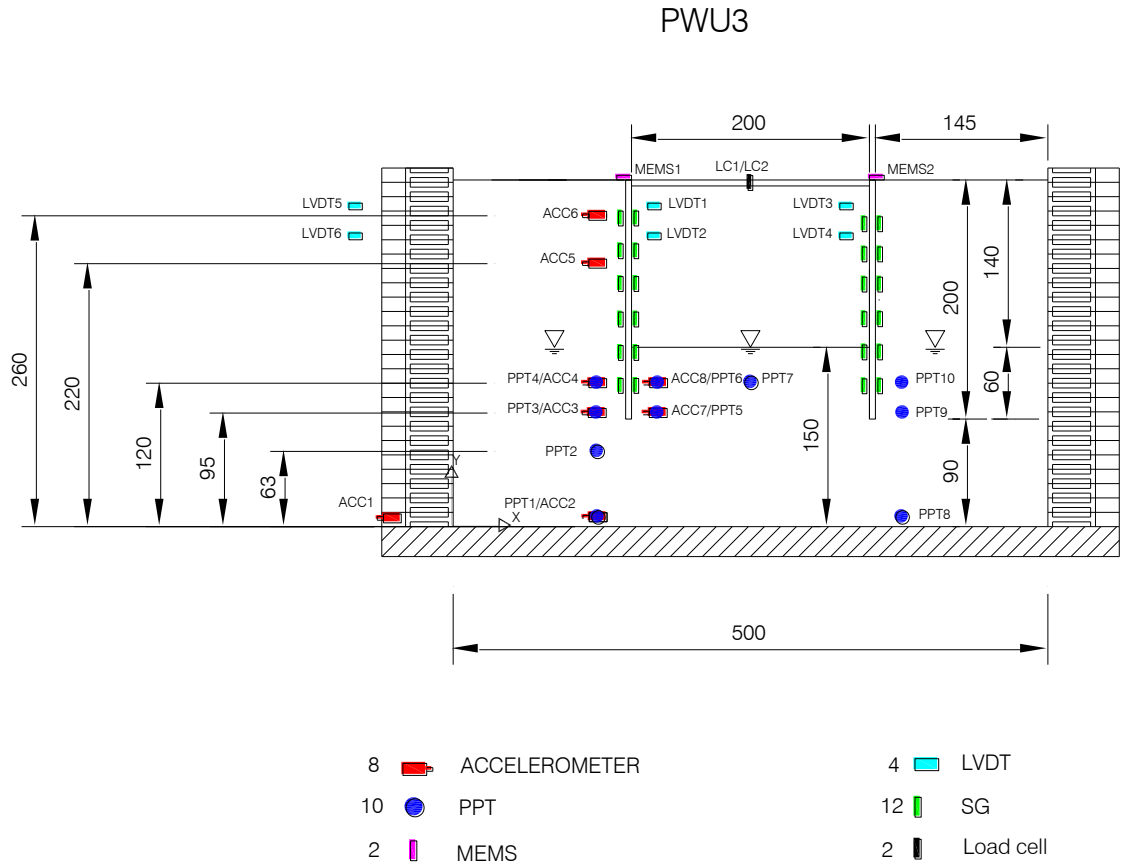 PWU3
200
145
MEMS1
LC1/LC2
MEMS2
LVDT5
LVDT1
LVDT3
ACC6
LVDT6
LVDT2
LVDT4
ACC5
140
200
260
220
PPT4/ACC4
ACC8/PPT6
PPT7
PPT10
60
PPT3/ACC3
ACC7/PPT5
PPT9
120
95
63
PPT2
150
90
Y
ACC1
PPT1/ACC2
X
PPT8
500
8 ACCELEROMETER
4 LVDT
10 PPT
12 SG
2 MEMS
2 Load cell